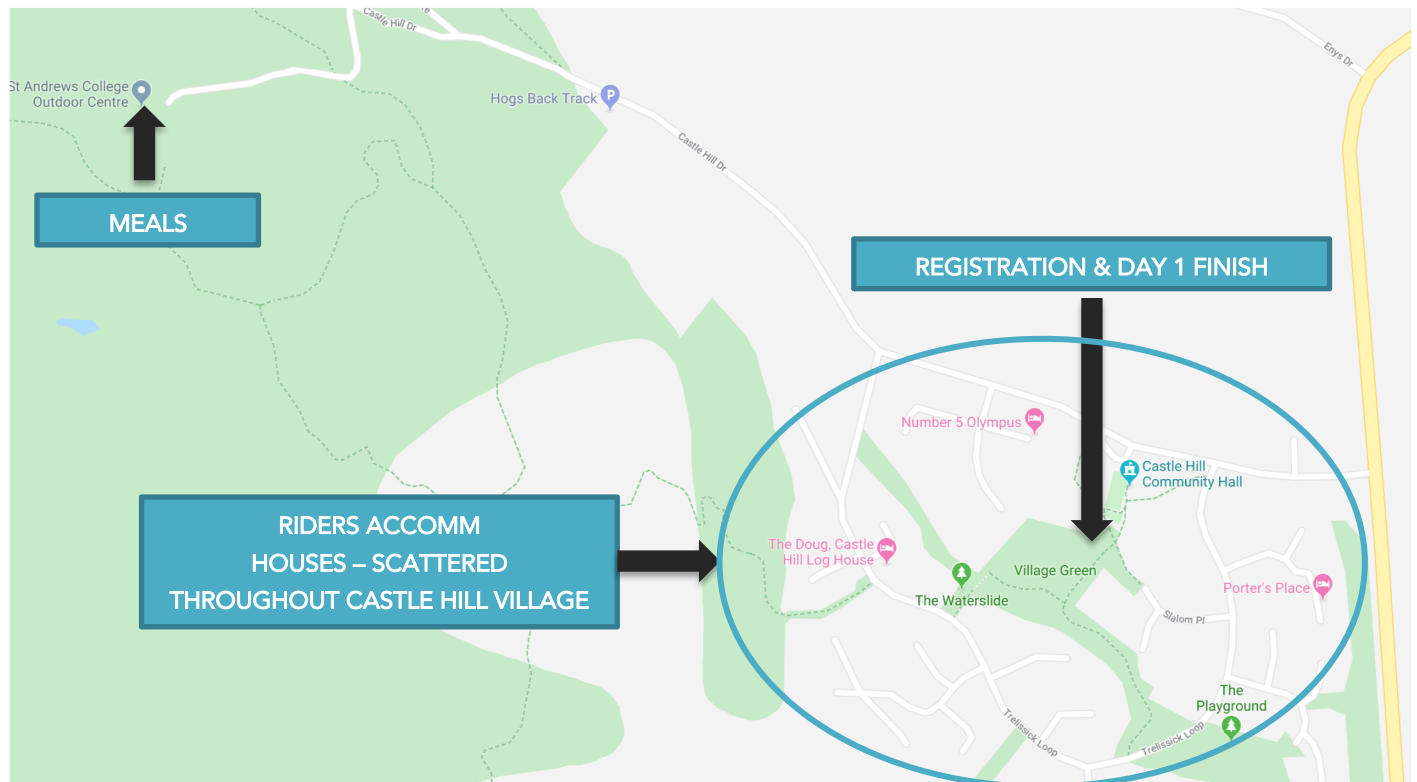 Castle Hill Dr
Enys Dr
St Andrews College
Outdoor Centre
Hogs Back Track
P
Castle Hill Dr
MEALS
REGISTRATION & DAY 1 FINISH
Number 5 Olympus
Castle Hill
Community Hall
RIDERS ACCOMM
HOUSES – SCATTERED
THROUGHOUT CASTLE HILL VILLAGE
The Doug, Castle
Hill Log House
Village Green
The Waterslide
Porter's Place
Slalom Pl
The
Playground
Trelissick Loop
Trelissick Loop